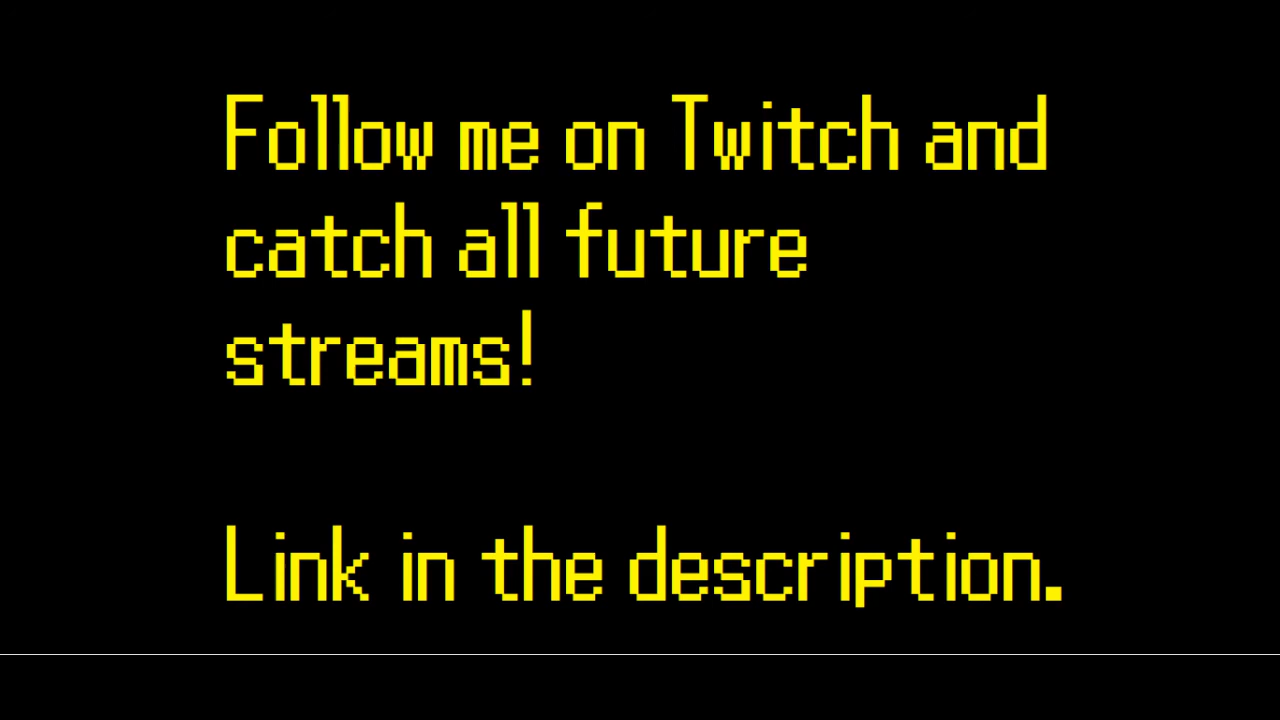 Follow me on Twitch and
catch all future
streams!
Link in the description.